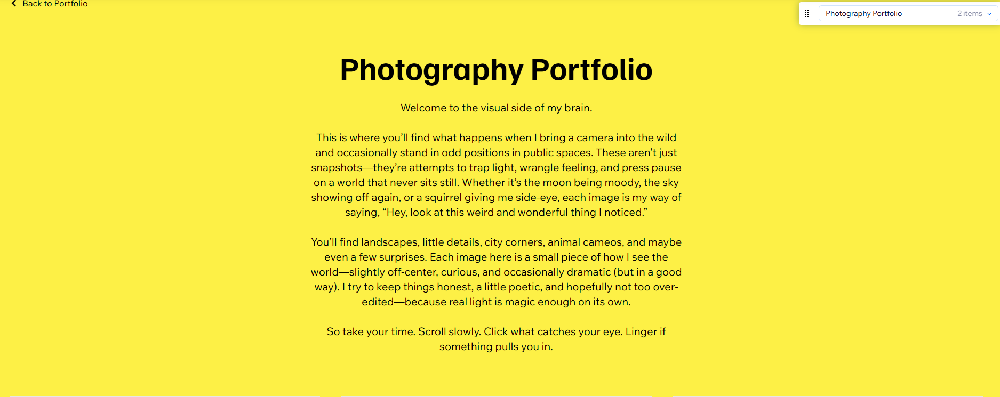 Back to Portfolio
Photography Portfolio 2 items
Photography Portfolio
Welcome to the visual side of my brain.
This is where you’ll find what happens when I bring a camera into the wild
and occasionally stand in odd positions in public spaces. These aren’t just
snapshots—they’re attempts to trap light, wrangle feeling, and press pause
on a world that never sits still. Whether it’s the moon being moody, the sky
showing off again, or a squirrel giving me side-eye, each image is my way of
saying, “Hey, look at this weird and wonderful thing I noticed.”
You’ll find landscapes, little details, city corners, animal cameos, and maybe
even a few surprises. Each image here is a small piece of how I see the
world—slightly off-center, curious, and occasionally dramatic (but in a good
way). I try to keep things honest, a little poetic, and hopefully not too over-
edited—because real light is magic enough on its own.
So take your time. Scroll slowly. Click what catches your eye. Linger if
something pulls you in.